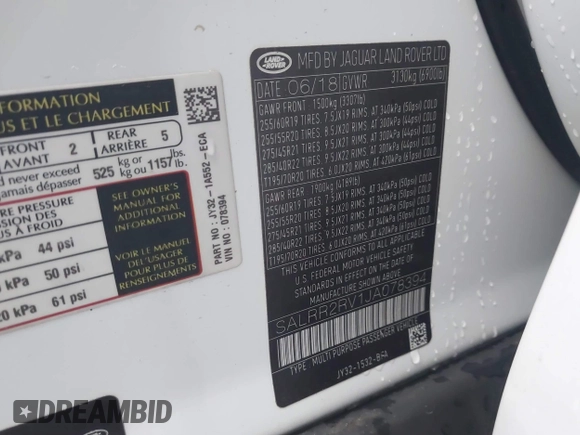 INFORMATION
US ET LE CHARGEMENT
FRONT
AVANT 2 REAR
ARRIÈRE 5
never exceed
jamais dépasser 525 kg or
kg ou 1157 lbs.
lb.
PRESSURE
À FROID
kPa 44 psi
kPa 50 psi
20 kPa 61 psi
SEE OWNER'S
MANUAL FOR
ADDITIONAL
INFORMATION
VOIR LE MANUEL
DU VÉHICULE
POUR PLUS DE
RENSEIGNEMENTS
PART NO : JY32-1A552-ECA
VIN 078394
LAND ROVER
MFD BY JAGUAR LAND ROVER LTD
DATE 06/18 GVWR 3130kg (6900lb)
GAWR FRONT 1500kg (3307lb)
255/60R19 TIRES 7.5JX19 RIMS AT 340kPa (50psi) COLD
255/55R20 TIRES 8.5JX20 RIMS AT 300kPa (44psi) COLD
275/45R21 TIRES 9.5JX21 RIMS AT 300kPa (44psi) COLD
285/40R22 TIRES 9.5JX22 RIMS AT 300kPa (44psi) COLD
T195/70R20 TIRES 6.0JX20 RIMS AT 420kPa (61psi) COLD
GAWR REAR 1900kg (4189lb)
255/60R19 TIRES 7.5JX19 RIMS AT 340kPa (50psi) COLD
255/55R20 TIRES 8.5JX20 RIMS AT 340kPa (50psi) COLD
275/45R21 TIRES 9.5JX21 RIMS AT 340kPa (50psi) COLD
285/40R22 TIRES 9.5JX22 RIMS AT 340kPa (50psi) COLD
T195/70R20 TIRES 6.0JX20 RIMS AT 420kPa (61psi) COLD
THIS VEHICLE CONFORMS TO ALL APPLICABLE
U.S. FEDERAL MOTOR VEHICLE SAFETY
STANDARDS IN EFFECT ON THE DATE OF
MANUFACTURE SHOWN ABOVE
SALRR2RV1JA078394
TYPE: MULTI PURPOSE PASSENGER VEHICLE
JY32-1532-B4A
DREAMBID